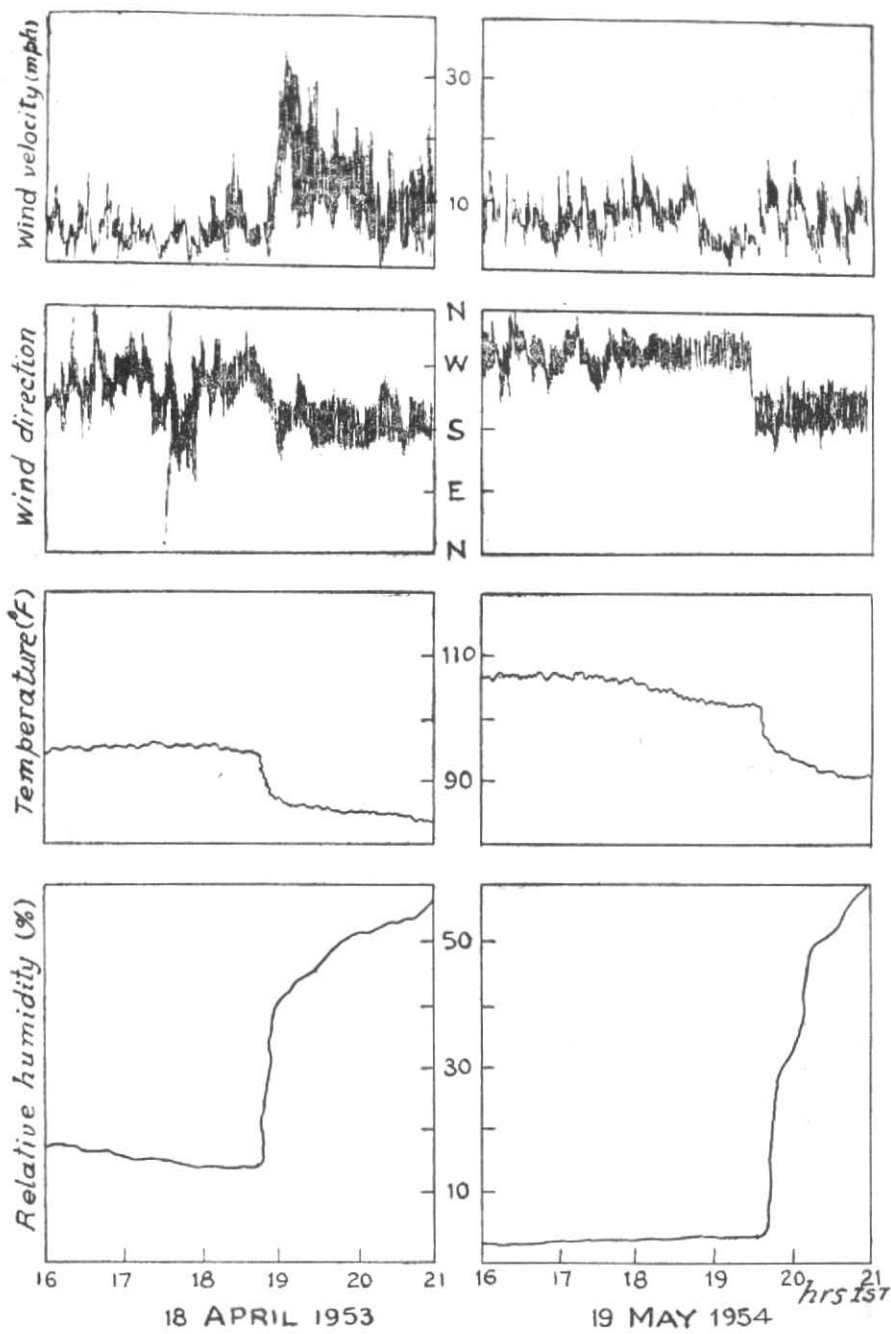 Wind velocity (mph)
30
10
Wind direction
N
W
S
E
N
Temperature (°F)
110
90
Relative humidity (%)
50
30
10
16 17 18 19 20 21
16 17 18 19 20 21
hrs IST
18 APRIL 1953
19 MAY 1954